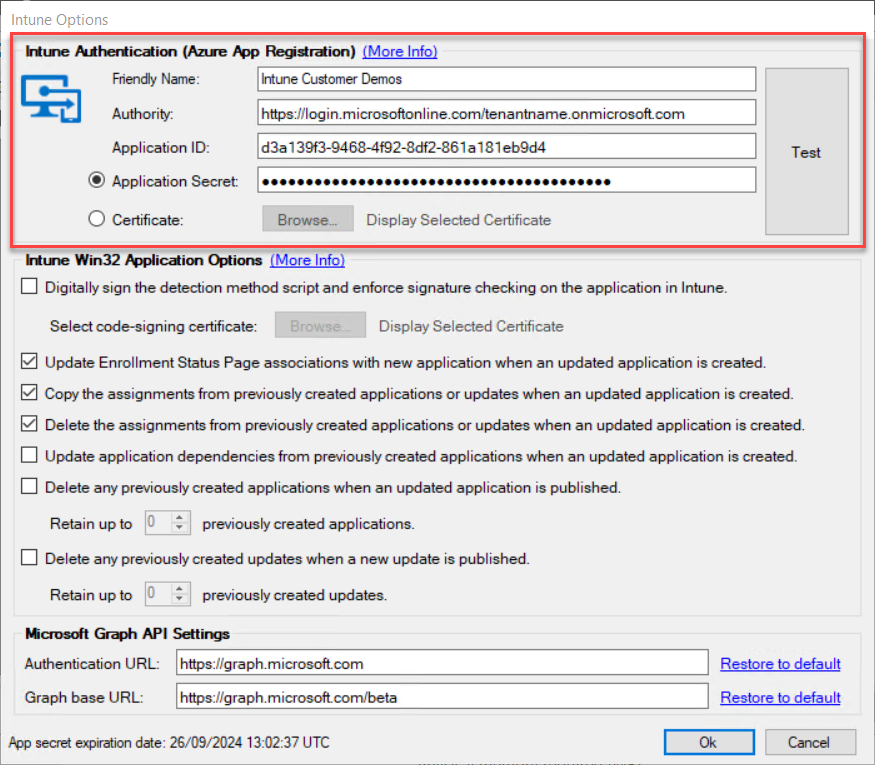 Intune Options
Intune Authentication (Azure App Registration) (More Info)
Friendly Name: Intune Customer Demos
Authority: https://login.microsoftonline.com/tenantname.onmicrosoft.com
Application ID: d3a139f3-9468-4f92-8df2-861a181eb9d4
Test
Application Secret: ●●●●●●●●●●●●●●●●●●●●●●●●●●●●●●●●●●●●●●●●
Certificate: Browse... Display Selected Certificate
Intune Win32 Application Options (More Info)
Digitally sign the detection method script and enforce signature checking on the application in Intune.
Select code-signing certificate: Browse... Display Selected Certificate
Update Enrollment Status Page associations with new application when an updated application is created.
Copy the assignments from previously created applications or updates when an updated application is created.
Delete the assignments from previously created applications or updates when an updated application is created.
Update application dependencies from previously created applications when an updated application is created.
Delete any previously created applications when an updated application is published.
Retain up to 0 previously created applications.
Delete any previously created updates when a new update is published.
Retain up to 0 previously created updates.
Microsoft Graph API Settings
Authentication URL: https://graph.microsoft.com Restore to default
Graph base URL: https://graph.microsoft.com/beta Restore to default
App secret expiration date: 26/09/2024 13:02:37 UTC Ok Cancel